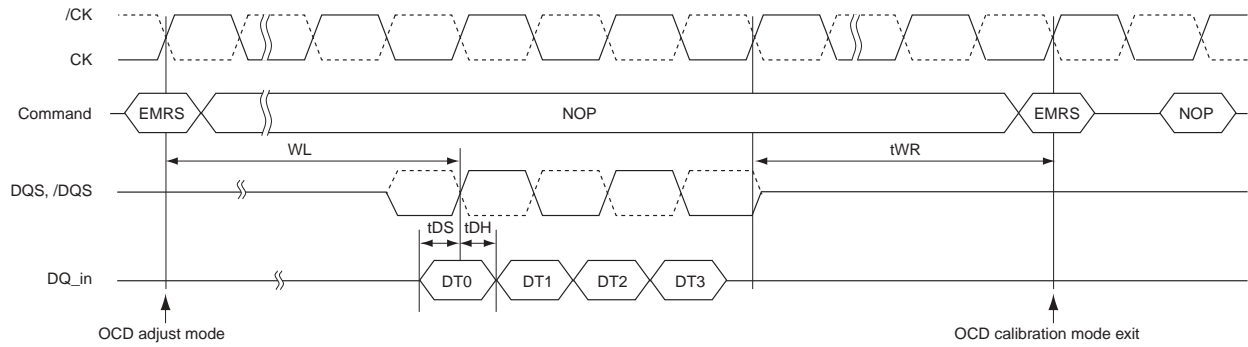 /CK
CK
Command
EMRS
NOP
EMRS
NOP
WL
tWR
DQS, /DQS
tDS
tDH
DQ_in
DT0
DT1
DT2
DT3
OCD adjust mode
OCD calibration mode exit